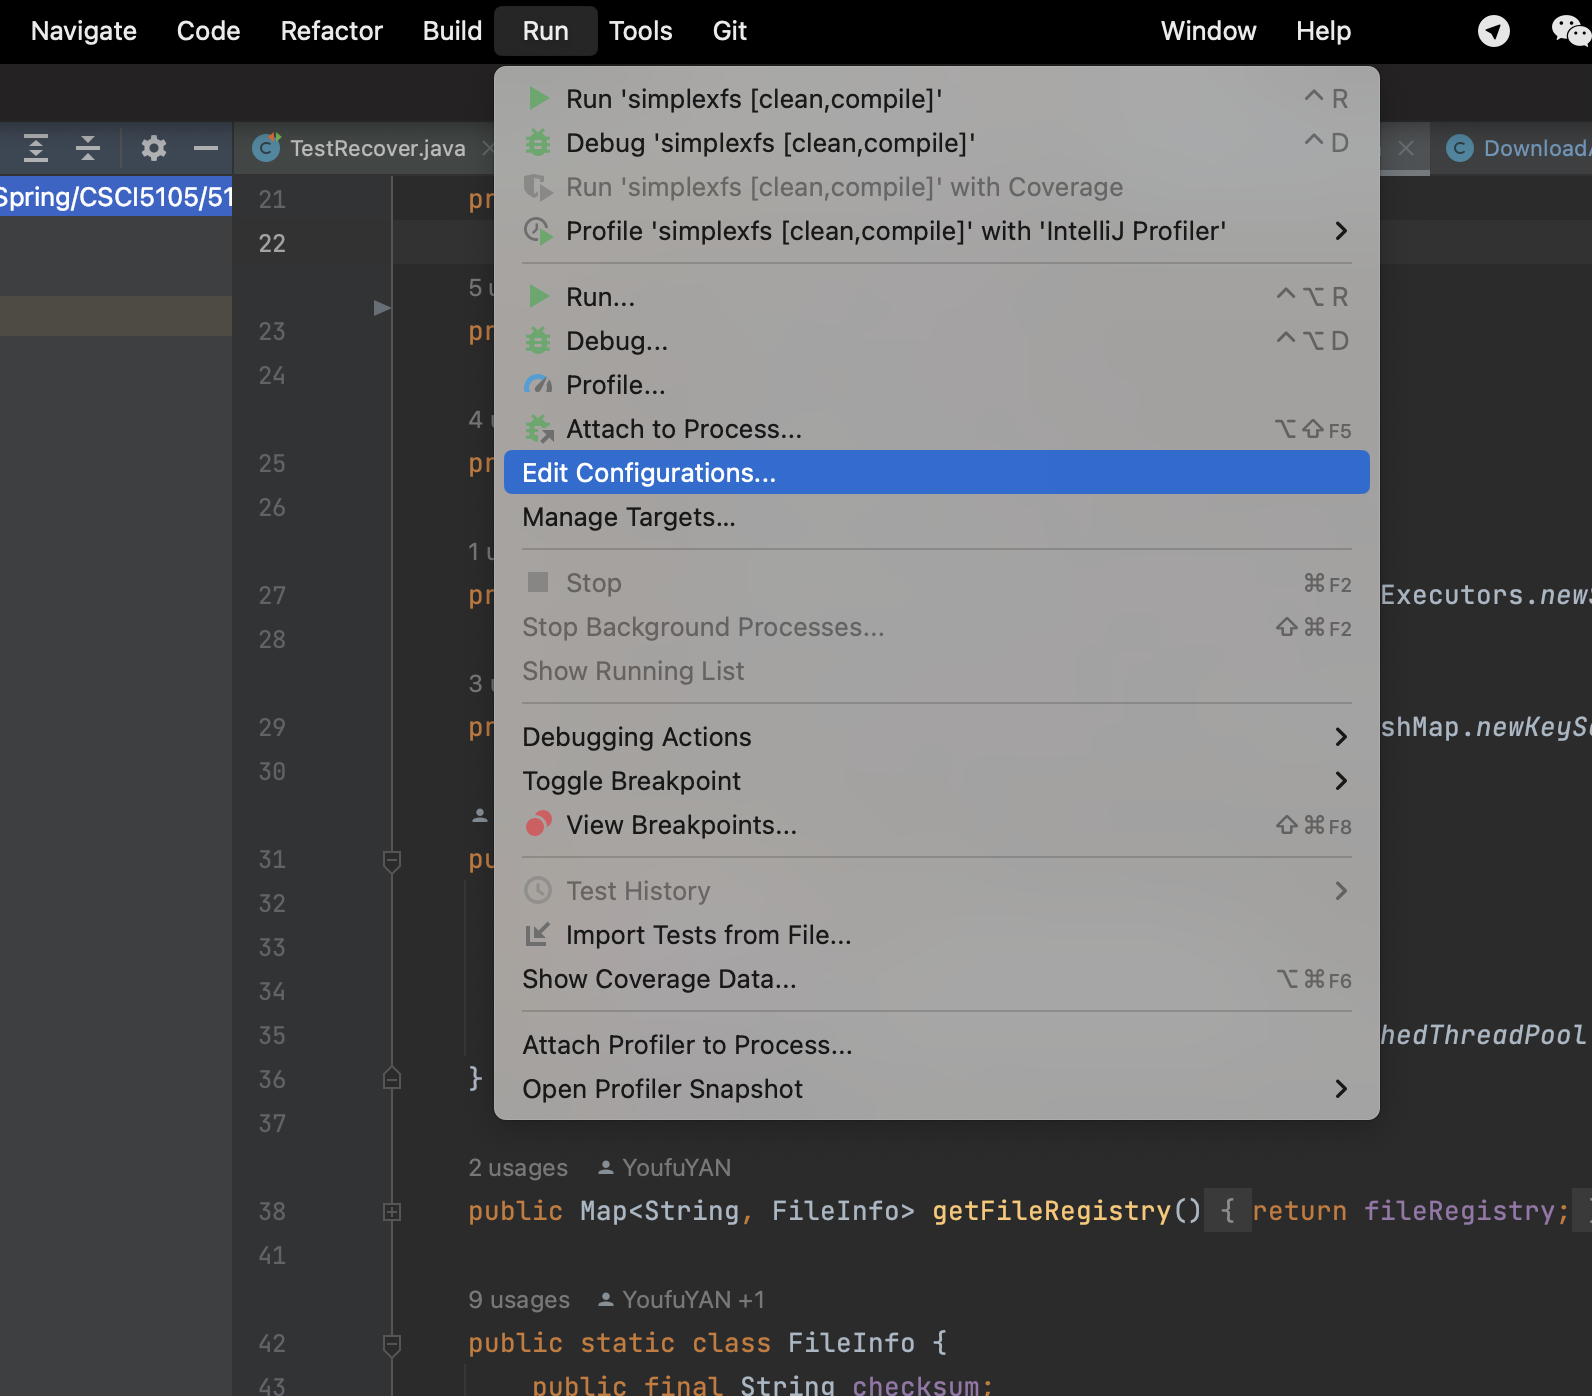 Navigate Code Refactor Build Run Tools Git Window Help
TestRecover.java Download
Spring/CSCI5105/51
Run 'simplexfs [clean,compile]' ^ R
Debug 'simplexfs [clean,compile]' ^ D
Run 'simplexfs [clean,compile]' with Coverage
Profile 'simplexfs [clean,compile]' with 'IntelliJ Profiler'
Run... ^ ⌥ R
Debug... ^ ⌥ D
Profile...
Attach to Process... ⌥ ⇧ F5
Edit Configurations...
Manage Targets...
Stop ⌘ F2
Stop Background Processes... ⇧ ⌘ F2
Show Running List
Debugging Actions
Toggle Breakpoint
View Breakpoints... ⇧ ⌘ F8
Test History
Import Tests from File...
Show Coverage Data... ⌥ ⌘ F6
Attach Profiler to Process...
Open Profiler Snapshot
21 pr
22
5 u
23 pr
24
4 u
25 pr
26
1 u
27 pr Executors.news
28
3 u
29 pr shMap.newKeyS
30
31 pu
32
33
34
35 hedThreadPool
36 }
37
2 usages YoufuYAN
38 public Map<String, FileInfo> getFileRegistry() { return fileRegistry;
41
9 usages YoufuYAN +1
42 public static class FileInfo {
43 public final String checksum;